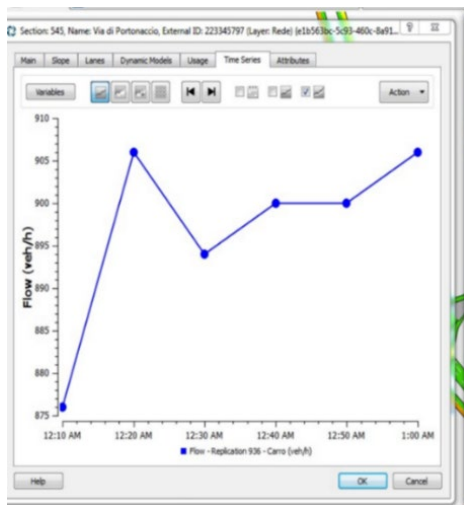 Section: 545, Name: Via di Portonaccio, External ID: 223345797 (Layer: Rede) {e1b563bc-5c93-460c-8a91...
Main Slope Lanes Dynamic Models Usage Time Series Attributes
Variables Action
910
905
900
895
890
885
880
875
Flow (veh/h)
12:10 AM 12:20 AM 12:30 AM 12:40 AM 12:50 AM 1:00 AM
Flow - Replication 936 - Carro (veh/h)
Help OK Cancel